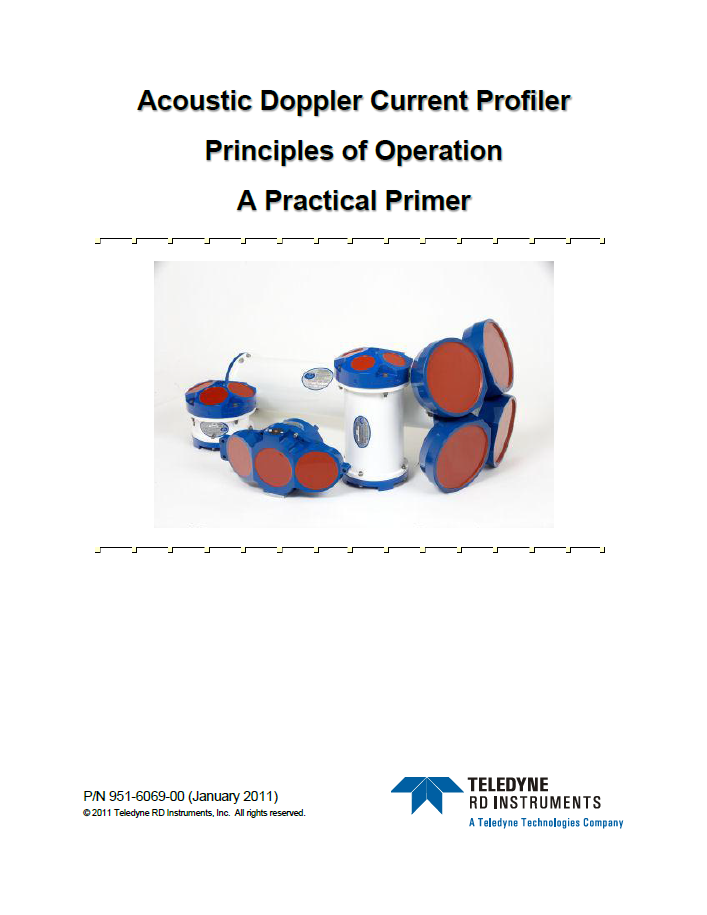 Acoustic Doppler Current Profiler
Principles of Operation
A Practical Primer
P/N 951-6069-00 (January 2011)
© 2011 Teledyne RD Instruments, Inc. All rights reserved.
TELEDYNE
RD INSTRUMENTS
A Teledyne Technologies Company